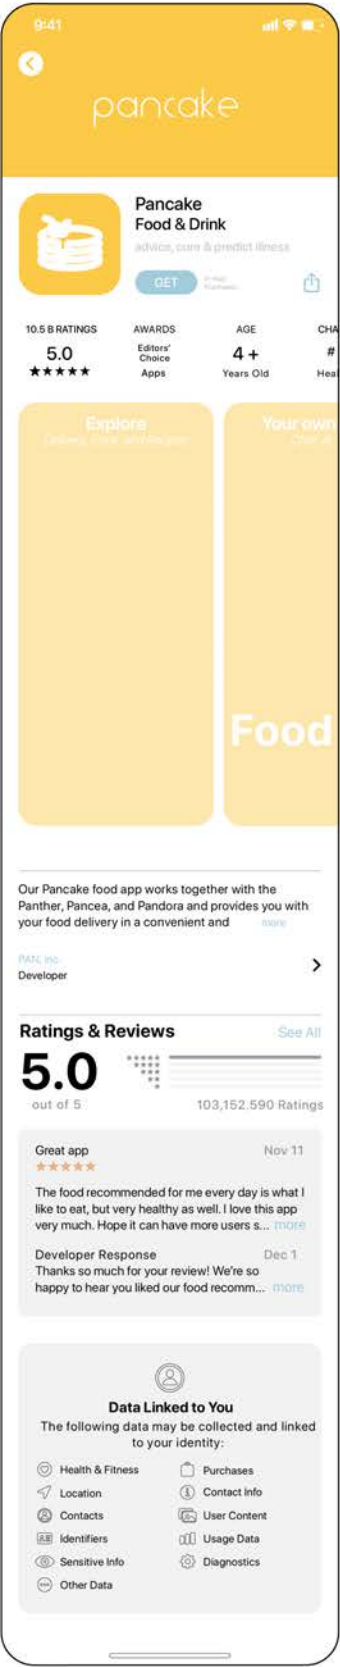 9:41
pancake
Pancake
Food & Drink
advice, cure & predict illness
GET
In-App
Purchases
10.5 B RATINGS
5.0
★★★★★
AWARDS
Editors'
Choice
Apps
AGE
4 +
Years Old
CHA
#
Heal
Explore
Your own
Food
Our Pancake food app works together with the
Panther, Pancea, and Pandora and provides you with
your food delivery in a convenient and more
PAN, Inc.
Developer
Ratings & Reviews See All
5.0
out of 5 103,152.590 Ratings
Great app Nov 11
★★★★★
The food recommended for me every day is what I
like to eat, but very healthy as well. I love this app
very much. Hope it can have more users s... more
Developer Response Dec 1
Thanks so much for your review! We're so
happy to hear you liked our food recomm... more
Data Linked to You
The following data may be collected and linked
to your identity:
Health & Fitness Purchases
Location Contact Info
Contacts User Content
Identifiers Usage Data
Sensitive Info Diagnostics
Other Data